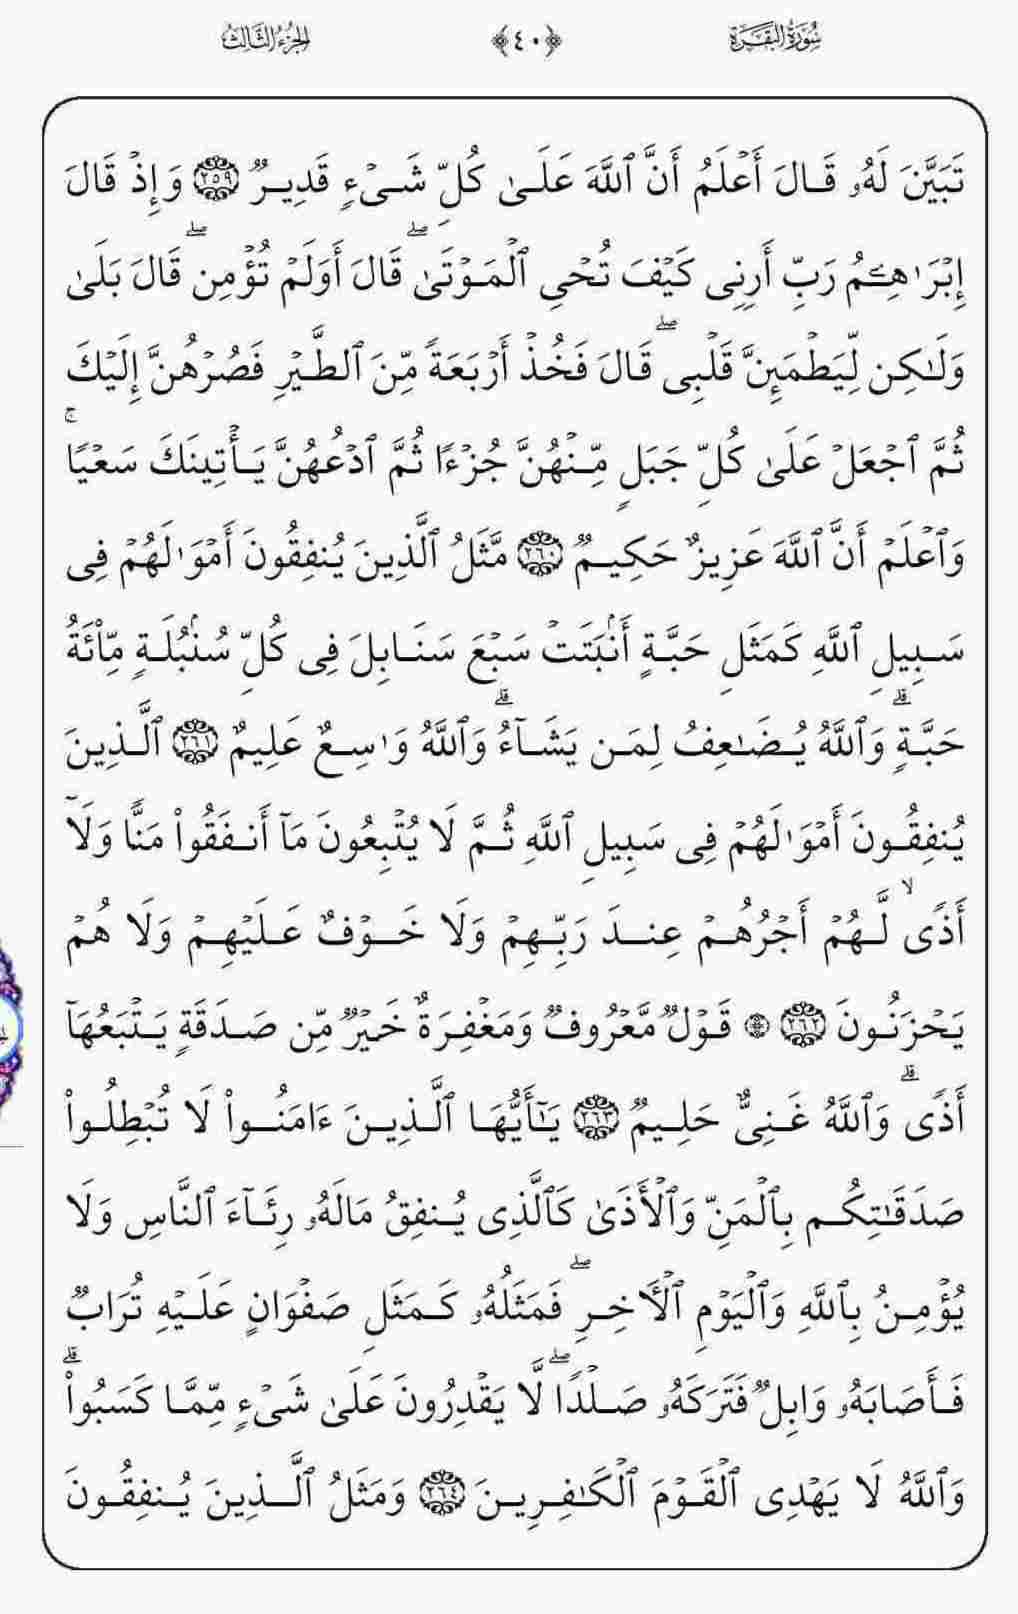 سُورَةُ البَقَرَةِ ﴿٤٠﴾ الجُزءُ الثَّالِثُ
تَبَيَّنَ لَهُۥ قَالَ أَعۡلَمُ أَنَّ ٱللَّهَ عَلَىٰ كُلِّ شَيۡءٖ قَدِيرٞ ٢٥٩ وَإِذۡ قَالَ
إِبۡرَٰهِـۧمُ رَبِّ أَرِنِي كَيۡفَ تُحۡيِ ٱلۡمَوۡتَىٰۖ قَالَ أَوَلَمۡ تُؤۡمِنۖ قَالَ بَلَىٰ
وَلَٰكِن لِّيَطۡمَئِنَّ قَلۡبِيۖ قَالَ فَخُذۡ أَرۡبَعَةٗ مِّنَ ٱلطَّيۡرِ فَصُرۡهُنَّ إِلَيۡكَ
ثُمَّ ٱجۡعَلۡ عَلَىٰ كُلِّ جَبَلٖ مِّنۡهُنَّ جُزۡءٗا ثُمَّ ٱدۡعُهُنَّ يَأۡتِينَكَ سَعۡيٗاۚ
وَٱعۡلَمۡ أَنَّ ٱللَّهَ عَزِيزٌ حَكِيمٞ ٢٦٠ مَّثَلُ ٱلَّذِينَ يُنفِقُونَ أَمۡوَٰلَهُمۡ فِي
سَبِيلِ ٱللَّهِ كَمَثَلِ حَبَّةٍ أَنۢبَتَتۡ سَبۡعَ سَنَابِلَ فِي كُلِّ سُنۢبُلَةٖ مِّاْئَةُ
حَبَّةٖۗ وَٱللَّهُ يُضَٰعِفُ لِمَن يَشَآءُۗ وَٱللَّهُ وَٰسِعٌ عَلِيمٌ ٢٦١ ٱلَّذِينَ
يُنفِقُونَ أَمۡوَٰلَهُمۡ فِي سَبِيلِ ٱللَّهِ ثُمَّ لَا يُتۡبِعُونَ مَآ أَنفَقُواْ مَنّٗا وَلَآ
أَذٗى لَّهُمۡ أَجۡرُهُمۡ عِندَ رَبِّهِمۡ وَلَا خَوۡفٌ عَلَيۡهِمۡ وَلَا هُمۡ
يَحۡزَنُونَ ٢٦٢ ۞ قَوۡلٞ مَّعۡرُوفٞ وَمَغۡفِرَةٌ خَيۡرٞ مِّن صَدَقَةٖ يَتۡبَعُهَآ
أَذٗىۗ وَٱللَّهُ غَنِيٌّ حَلِيمٞ ٢٦٣ يَٰٓأَيُّهَا ٱلَّذِينَ ءَامَنُواْ لَا تُبۡطِلُواْ
صَدَقَٰتِكُم بِٱلۡمَنِّ وَٱلۡأَذَىٰ كَٱلَّذِي يُنفِقُ مَالَهُۥ رِئَآءَ ٱلنَّاسِ وَلَا
يُؤۡمِنُ بِٱللَّهِ وَٱلۡيَوۡمِ ٱلۡأٓخِرِۖ فَمَثَلُهُۥ كَمَثَلِ صَفۡوَانٍ عَلَيۡهِ تُرَابٞ
فَأَصَابَهُۥ وَابِلٞ فَتَرَكَهُۥ صَلۡدٗاۖ لَّا يَقۡدِرُونَ عَلَىٰ شَيۡءٖ مِّمَّا كَسَبُواْۗ
وَٱللَّهُ لَا يَهۡدِي ٱلۡقَوۡمَ ٱلۡكَٰفِرِينَ ٢٦٤ وَمَثَلُ ٱلَّذِينَ يُنفِقُونَ